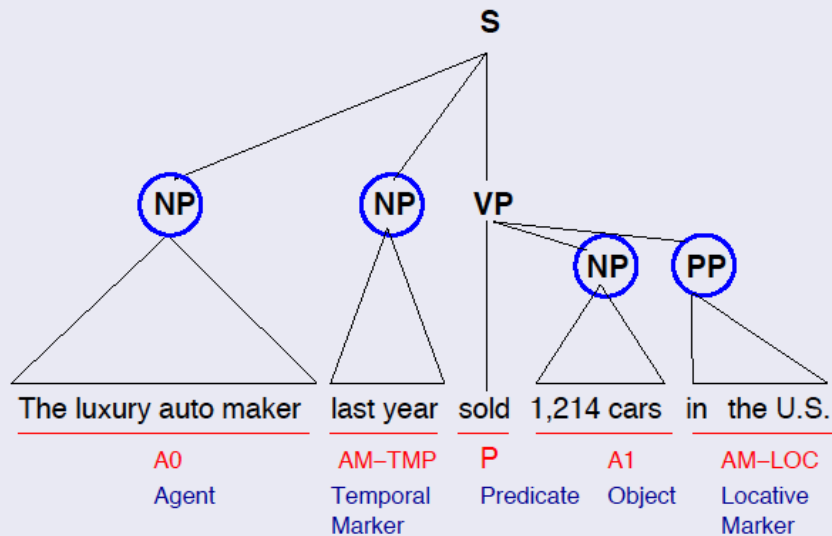 S
NP NP VP
NP PP
The luxury auto maker last year sold 1,214 cars in the U.S.
A0 AM–TMP P A1 AM–LOC
Agent Temporal Predicate Object Locative
Marker Marker